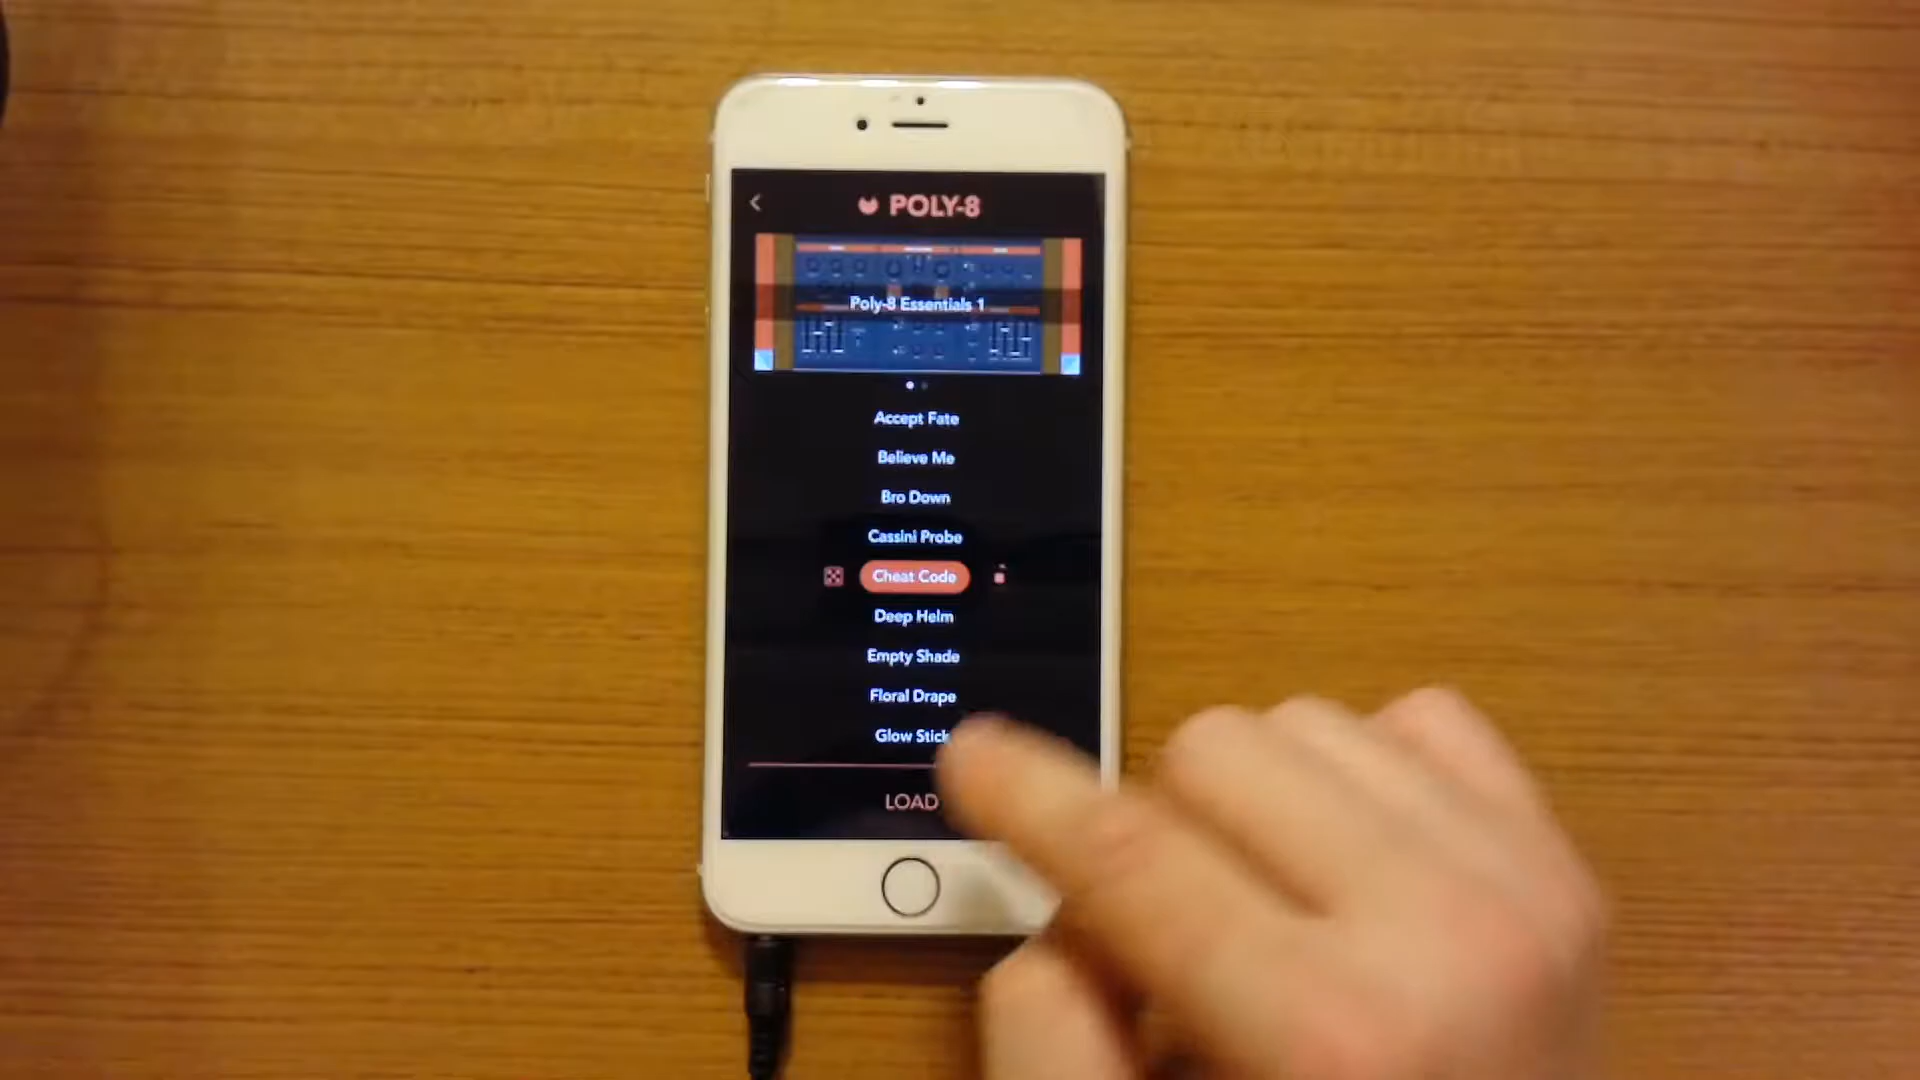 POLY-8
Poly-8 Essentials 1
Accept Fate
Believe Me
Bro Down
Cassini Probe
Cheat Code
Deep Helm
Empty Shade
Floral Drape
Glow Stick
LOAD